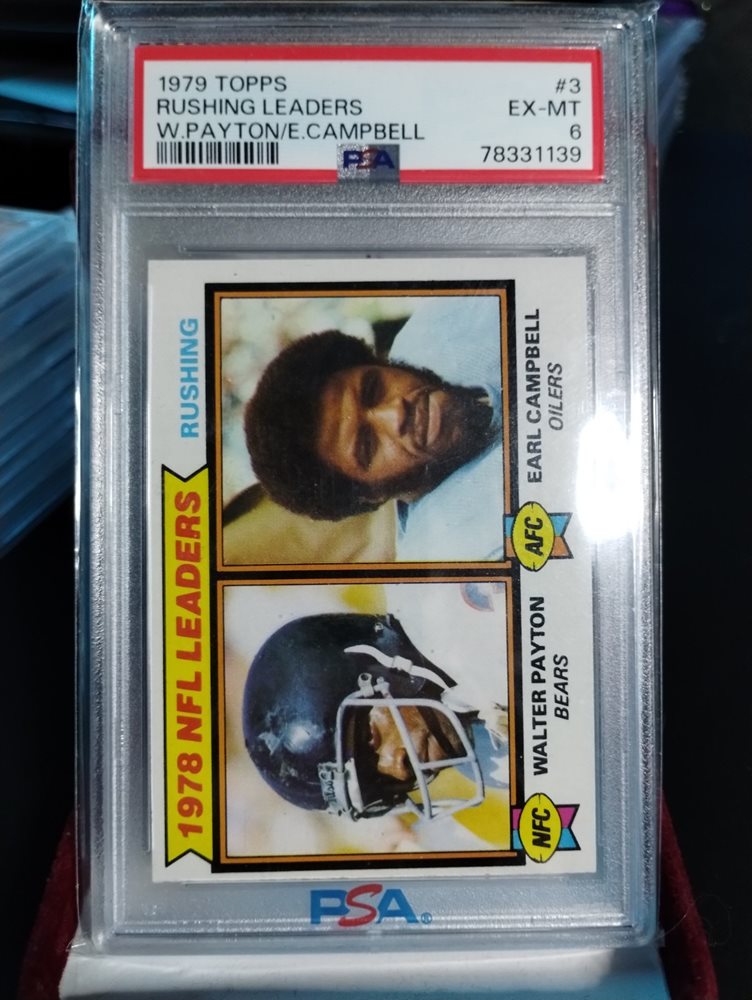 1979 TOPPS #3
RUSHING LEADERS EX-MT
W.PAYTON/E.CAMPBELL 6
PSA 78331139
1978 NFL LEADERS RUSHING
NFC WALTER PAYTON
BEARS
AFC EARL CAMPBELL
OILERS
PSA®